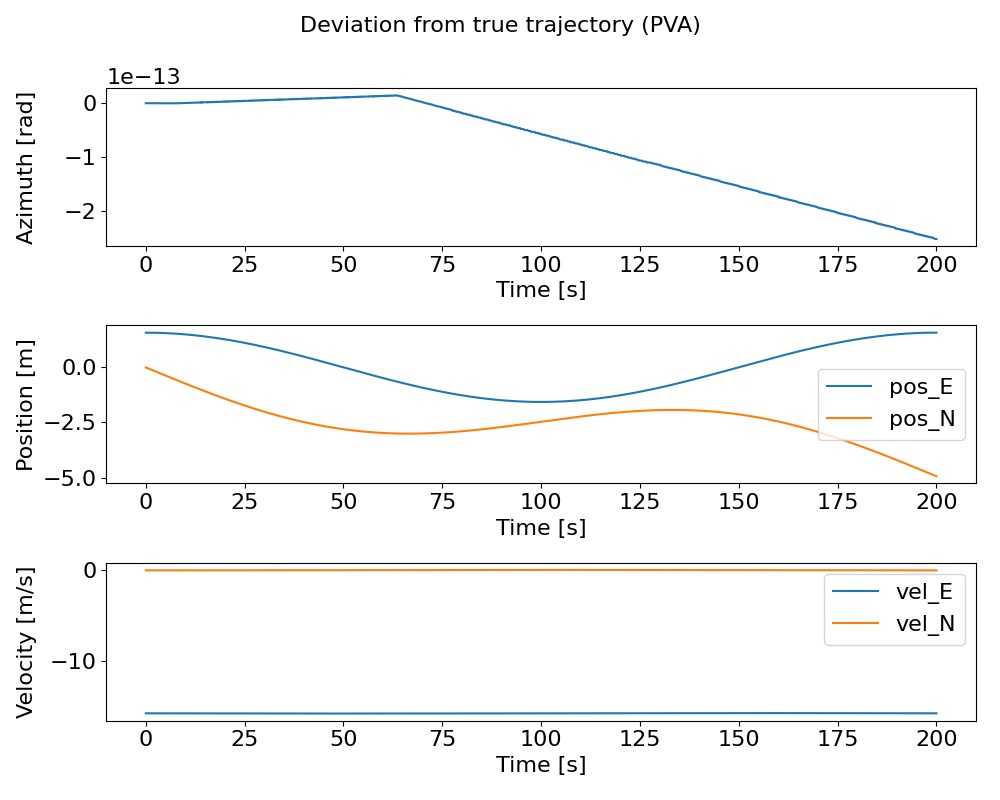 Deviation from true trajectory (PVA)
1e−13
Azimuth [rad]
0
−1
−2
0 25 50 75 100 125 150 175 200
Time [s]
Position [m]
0.0
−2.5
−5.0
pos_E
pos_N
0 25 50 75 100 125 150 175 200
Time [s]
Velocity [m/s]
0
−10
vel_E
vel_N
0 25 50 75 100 125 150 175 200
Time [s]